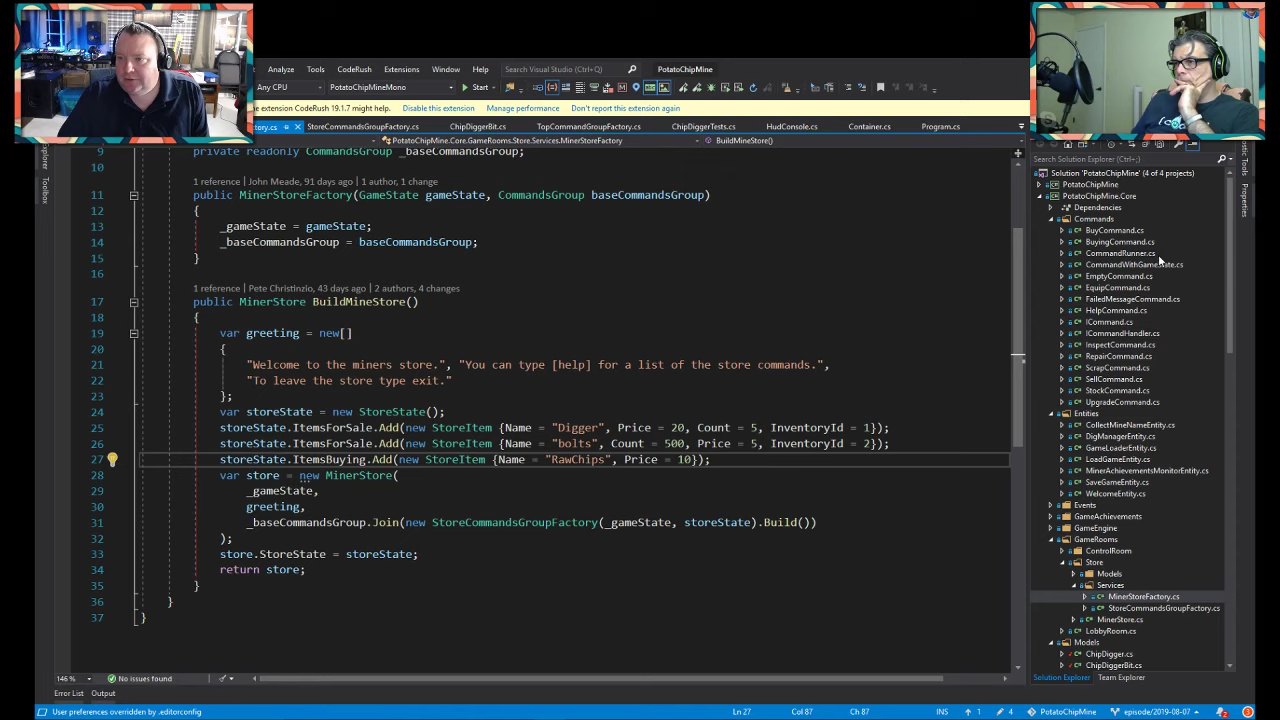 Analyze Tools CodeRush Extensions Window Help Search Visual Studio (Ctrl+Q) PotatoChipMine
Any CPU PotatoChipMineMono Start
the extension CodeRush 19.1.7 might help. Disable this extension Manage performance Don't report this extension again
StoreCommandsGroupFactory.cs ChipDiggerBit.cs TopCommandGroupFactory.cs ChipDiggerTests.cs HudConsole.cs Container.cs Program.cs
PotatoChipMine.Core.GameRooms.Store.Services.MinerStoreFactory BuildMineStore()
9 private readonly CommandsGroup _baseCommandsGroup;
1 reference | John Meade, 91 days ago | 1 author, 1 change
11 public MinerStoreFactory(GameState gameState, CommandsGroup baseCommandsGroup)
12 {
13 _gameState = gameState;
14 _baseCommandsGroup = baseCommandsGroup;
15 }
16
1 reference | Pete Christinzio, 43 days ago | 2 authors, 4 changes
17 public MinerStore BuildMineStore()
18 {
19 var greeting = new[]
20 {
21 "Welcome to the miners store.", "You can type [help] for a list of the store commands.",
22 "To leave the store type exit."
23 };
24 var storeState = new StoreState();
25 storeState.ItemsForSale.Add(new StoreItem {Name = "Digger", Price = 20, Count = 5, InventoryId = 1});
26 storeState.ItemsForSale.Add(new StoreItem {Name = "bolts", Count = 500, Price = 5, InventoryId = 2});
27 storeState.ItemsBuying.Add(new StoreItem {Name = "RawChips", Price = 10});
28 var store = new MinerStore(
29 _gameState,
30 greeting,
31 _baseCommandsGroup.Join(new StoreCommandsGroupFactory(_gameState, storeState).Build())
32 );
33 store.StoreState = storeState;
34 return store;
35 }
36 }
37 }
146 % No issues found
Error List Output
User preferences overridden by .editorconfig Ln 27 Col 87 Ch 87 INS 1 4 PotatoChipMine episode/2019-08-07
Toolbox
Properties
Search Solution Explorer (Ctrl+;)
Solution 'PotatoChipMine' (4 of 4 projects)
PotatoChipMine
PotatoChipMine.Core
Dependencies
Commands
BuyCommand.cs
BuyingCommand.cs
CommandRunner.cs
CommandWithGameState.cs
EmptyCommand.cs
EquipCommand.cs
FailedMessageCommand.cs
HelpCommand.cs
ICommand.cs
ICommandHandler.cs
InspectCommand.cs
RepairCommand.cs
ScrapCommand.cs
SellCommand.cs
StockCommand.cs
UpgradeCommand.cs
Entities
CollectMineNameEntity.cs
DigManagerEntity.cs
LoadGameEntity.cs
MinerAchievementsMonitorEntity.cs
SaveGameEntity.cs
WelcomeEntity.cs
Events
GameAchievements
GameEngine
GameRooms
ControlRoom
Store
Models
Services
MinerStoreFactory.cs
StoreCommandsGroupFactory.cs
MinerStore.cs
LobbyRoom.cs
Models
ChipDigger.cs
ChipDiggerBit.cs
Solution Explorer Team Explorer